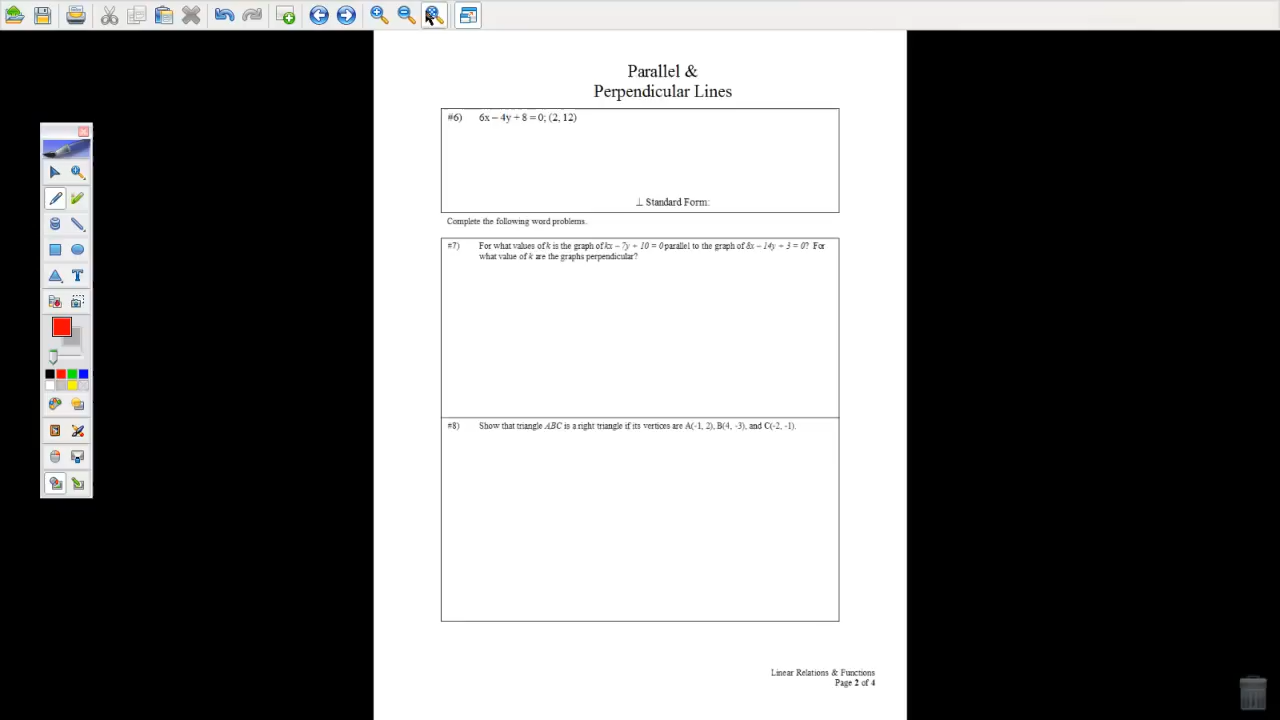 Parallel &
Perpendicular Lines
#6) 6x – 4y + 8 = 0; (2, 12)
⊥ Standard Form:
Complete the following word problems.
#7) For what values of k is the graph of kx – 7y + 10 = 0 parallel to the graph of 8x – 14y + 3 = 0? For
what value of k are the graphs perpendicular?
#8) Show that triangle ABC is a right triangle if its vertices are A(-1, 2), B(4, -3), and C(-2, -1).
Linear Relations & Functions
Page 2 of 4